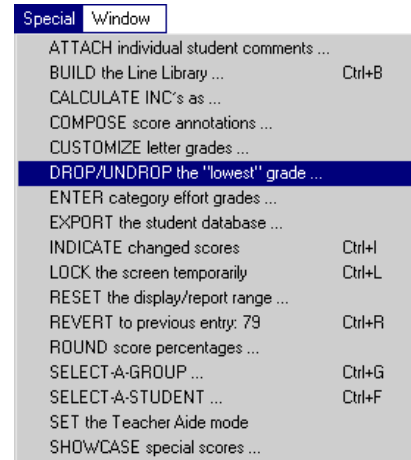 Special Window
ATTACH individual student comments ...
BUILD the Line Library ... Ctrl+B
CALCULATE INC's as ...
COMPOSE score annotations ...
CUSTOMIZE letter grades ...
DROP/UNDROP the "lowest" grade ...
ENTER category effort grades ...
EXPORT the student database ...
INDICATE changed scores Ctrl+I
LOCK the screen temporarily Ctrl+L
RESET the display/report range ...
REVERT to previous entry: 79 Ctrl+R
ROUND score percentages ...
SELECT-A-GROUP ... Ctrl+G
SELECT-A-STUDENT ... Ctrl+F
SET the Teacher Aide mode
SHOWCASE special scores ...